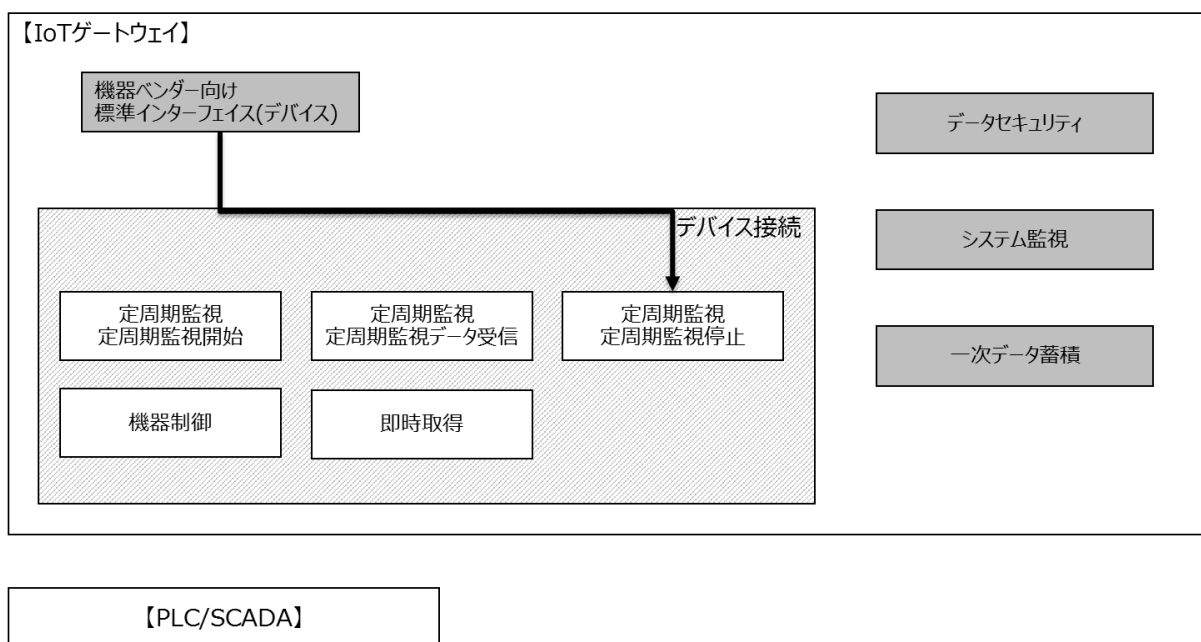 【IoTゲートウェイ】
機器ベンダー向け
標準インターフェイス(デバイス)
データセキュリティ
デバイス接続
システム監視
定周期監視
定周期監視開始
定周期監視
定周期監視データ受信
定周期監視
定周期監視停止
一次データ蓄積
機器制御
即時取得
【PLC/SCADA】